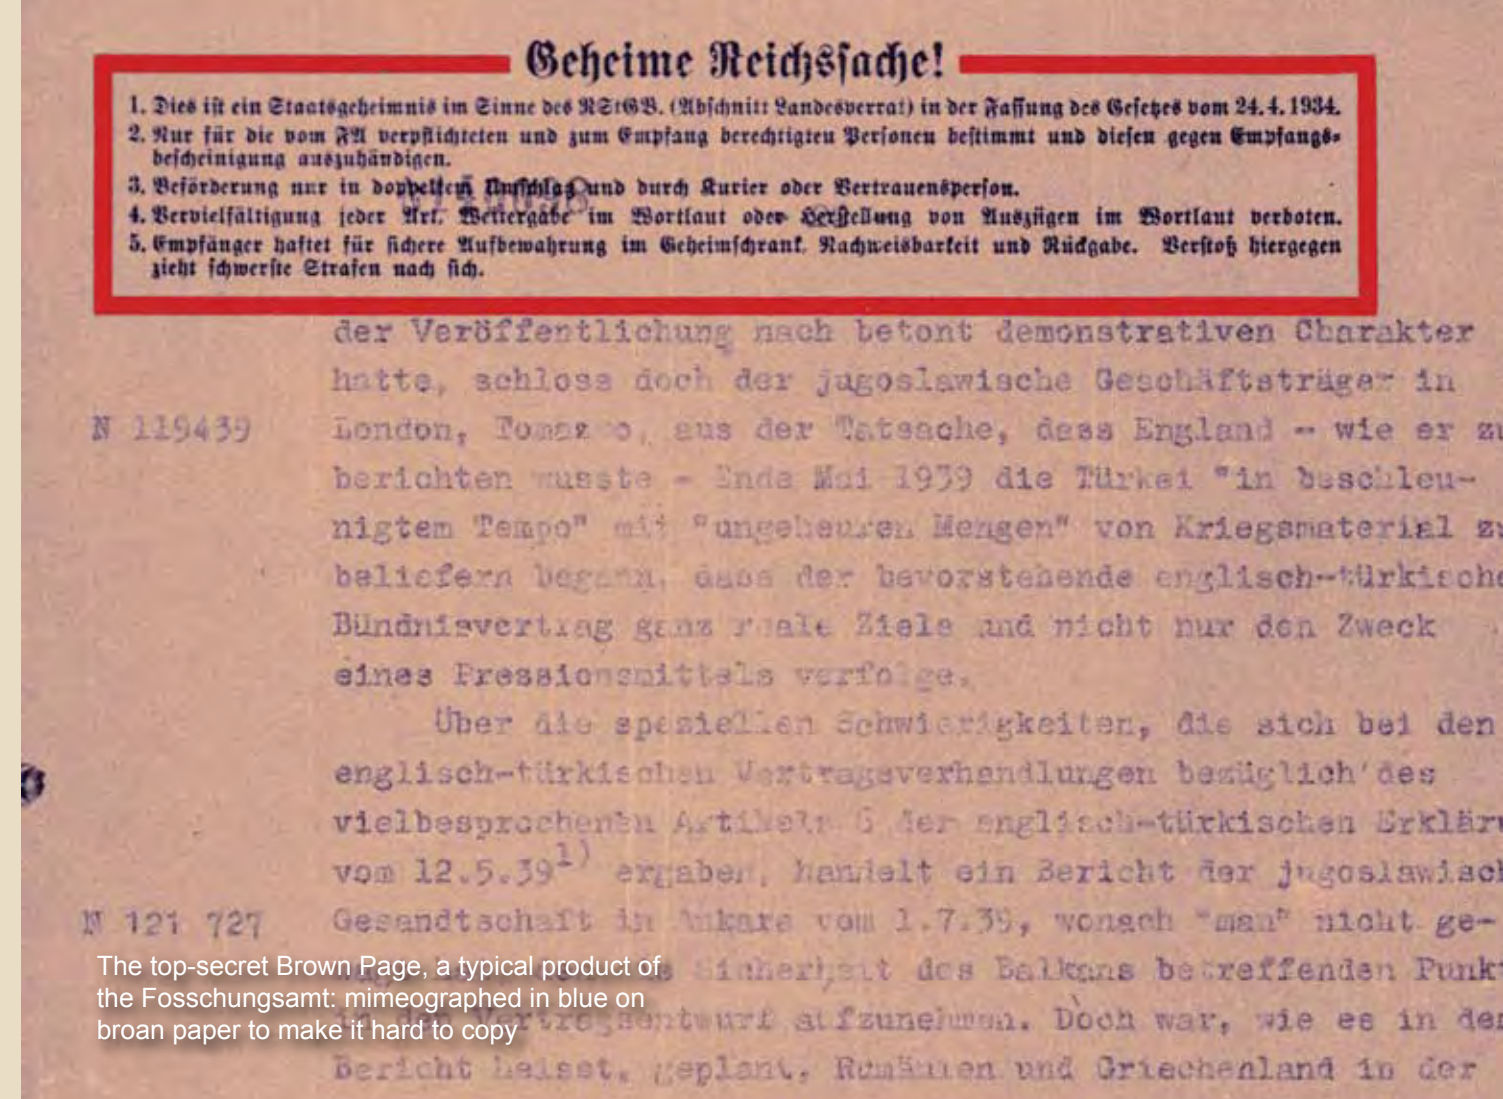 Geheime Reichssache!
1. Dies ist ein Staatsgeheimnis im Sinne des RStGB. (Abschnitt Landesverrat) in der Fassung des Gesetzes vom 24. 4. 1934.
2. Nur für die vom FA verpflichteten und zum Empfang berechtigten Personen bestimmt und diesen gegen Empfangs-
bescheinigung auszuhändigen.
3. Beförderung nur in doppeltem Umschlag und durch Kurier oder Vertrauensperson.
4. Vervielfältigung jeder Art, Weitergabe im Wortlaut oder Herstellung von Auszügen im Wortlaut verboten.
5. Empfänger haftet für sichere Aufbewahrung im Geheimschrank, Nachweisbarkeit und Rückgabe. Verstoß hiergegen
zieht schwerste Strafen nach sich.
der Veröffentlichung nach betont demonstrativen Charakter
hatte, schloss doch der jugoslawische Geschäftsträger in
N 119439 London, aus der Tatsache, dass England - wie er zu
berichten wusste - Ende Mai 1939 die Türkei "in beschleu-
nigtem Tempo" mit "ungeheuren Mengen" von Kriegsmaterial zu
beliefern begann, dass der bevorstehende englisch-türkische
Bündnisvertrag ganz reale Ziele und nicht nur den Zweck
eines Pressionsmittels verfolge.
Über die speziellen Schwierigkeiten, die sich bei den
englisch-türkischen Vertragsverhandlungen bezüglich des
vielbesprochenen Artikels 6 der englisch-türkischen Erklär
vom 12.5.39 1) ergaben, handelt ein Bericht der jugoslawisch
N 121 727 Gesandtschaft in Ankara vom 1.7.39, wonach "man" nicht ge-
Sicherheit des Balkans betreffenden Punkt
in den Vertragsentwurf aufzunehmen. Doch war, wie es in dem
Bericht heisst, geplant, Rumänien und Griechenland in der
The top-secret Brown Page, a typical product of
the Fosschungsamt: mimeographed in blue on
broan paper to make it hard to copy